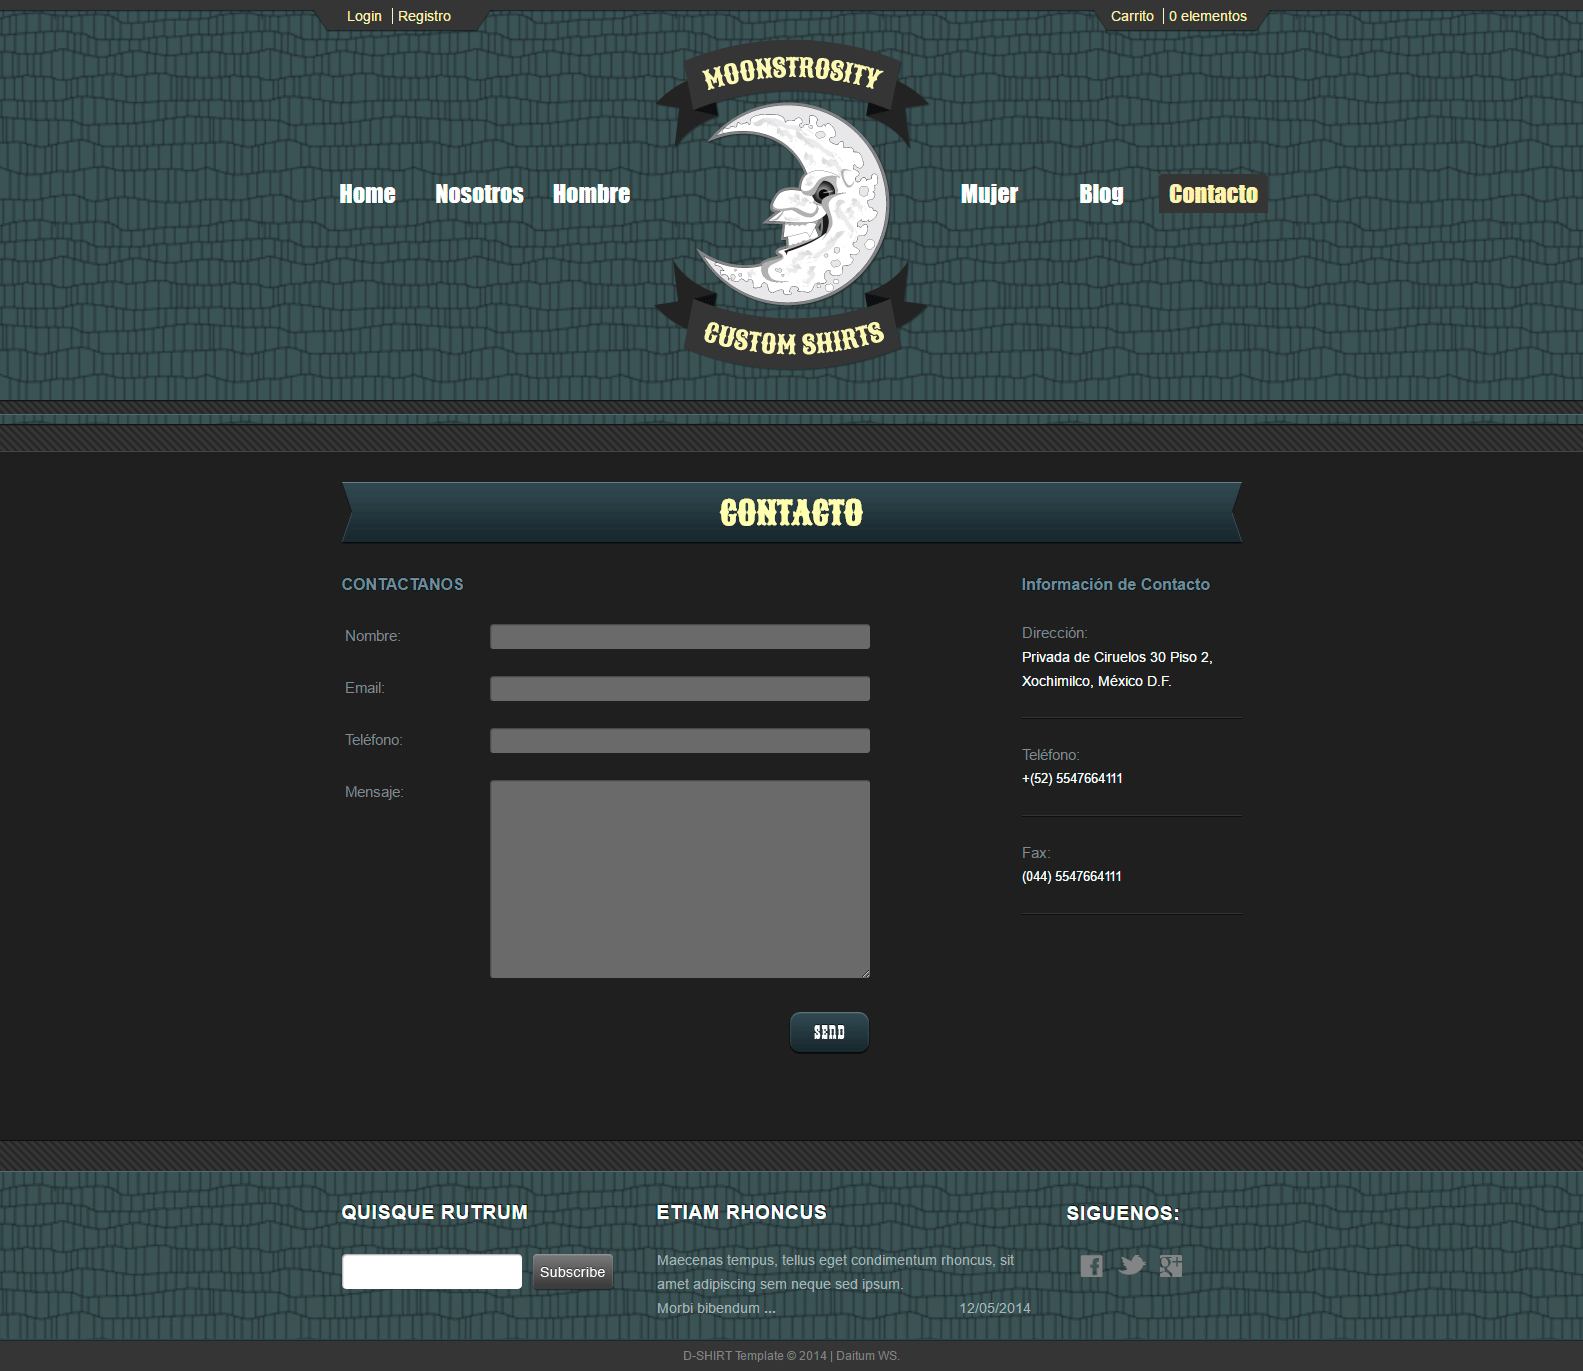 Login | Registro
Carrito | 0 elementos
MOONSTROSITY
Home
Nosotros
Hombre
Mujer
Blog
Contacto
CUSTOM SHIRTS
CONTACTO
CONTACTANOS
Nombre:
Email:
Teléfono:
Mensaje:
SEND
Información de Contacto
Dirección:
Privada de Ciruelos 30 Piso 2,
Xochimilco, México D.F.
Teléfono:
+(52) 5547664111
Fax:
(044) 5547664111
QUISQUE RUTRUM
Subscribe
ETIAM RHONCUS
Maecenas tempus, tellus eget condimentum rhoncus, sit
amet adipiscing sem neque sed ipsum.
Morbi bibendum ...
12/05/2014
SIGUENOS:
D-SHIRT Template © 2014 | Daitum WS.